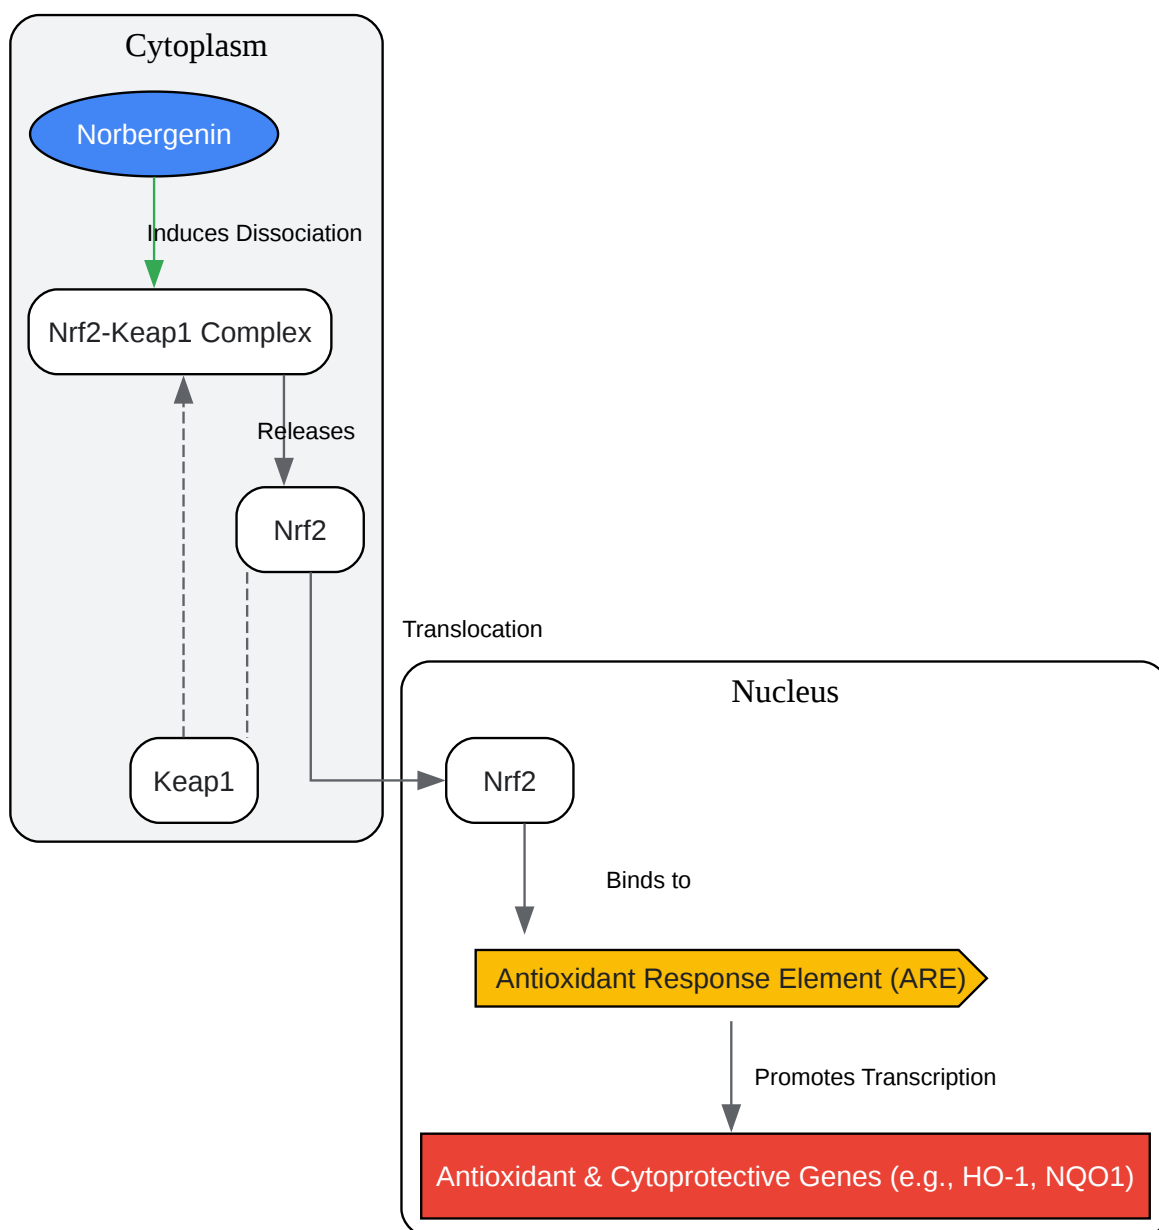 Cytoplasm
Norbergenin
Induces Dissociation
Nrf2-Keap1 Complex
Releases
Nrf2
Translocation
Nucleus
Keap1
Nrf2
Binds to
Antioxidant Response Element (ARE)
Promotes Transcription
Antioxidant & Cytoprotective Genes (e.g., HO-1, NQO1)